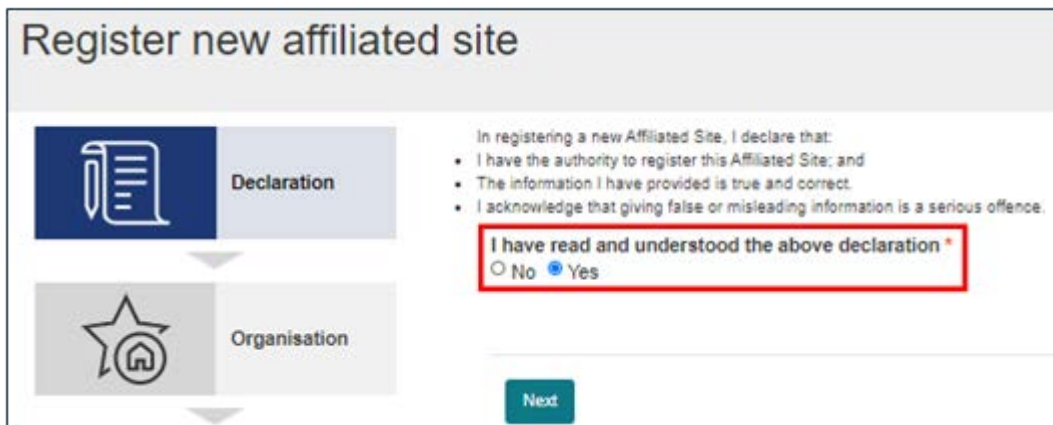 Register new affiliated site
Declaration
In registering a new Affiliated Site, I declare that:
• I have the authority to register this Affiliated Site; and
• The information I have provided is true and correct.
• I acknowledge that giving false or misleading information is a serious offence.
I have read and understood the above declaration *
No Yes
Organisation
Next